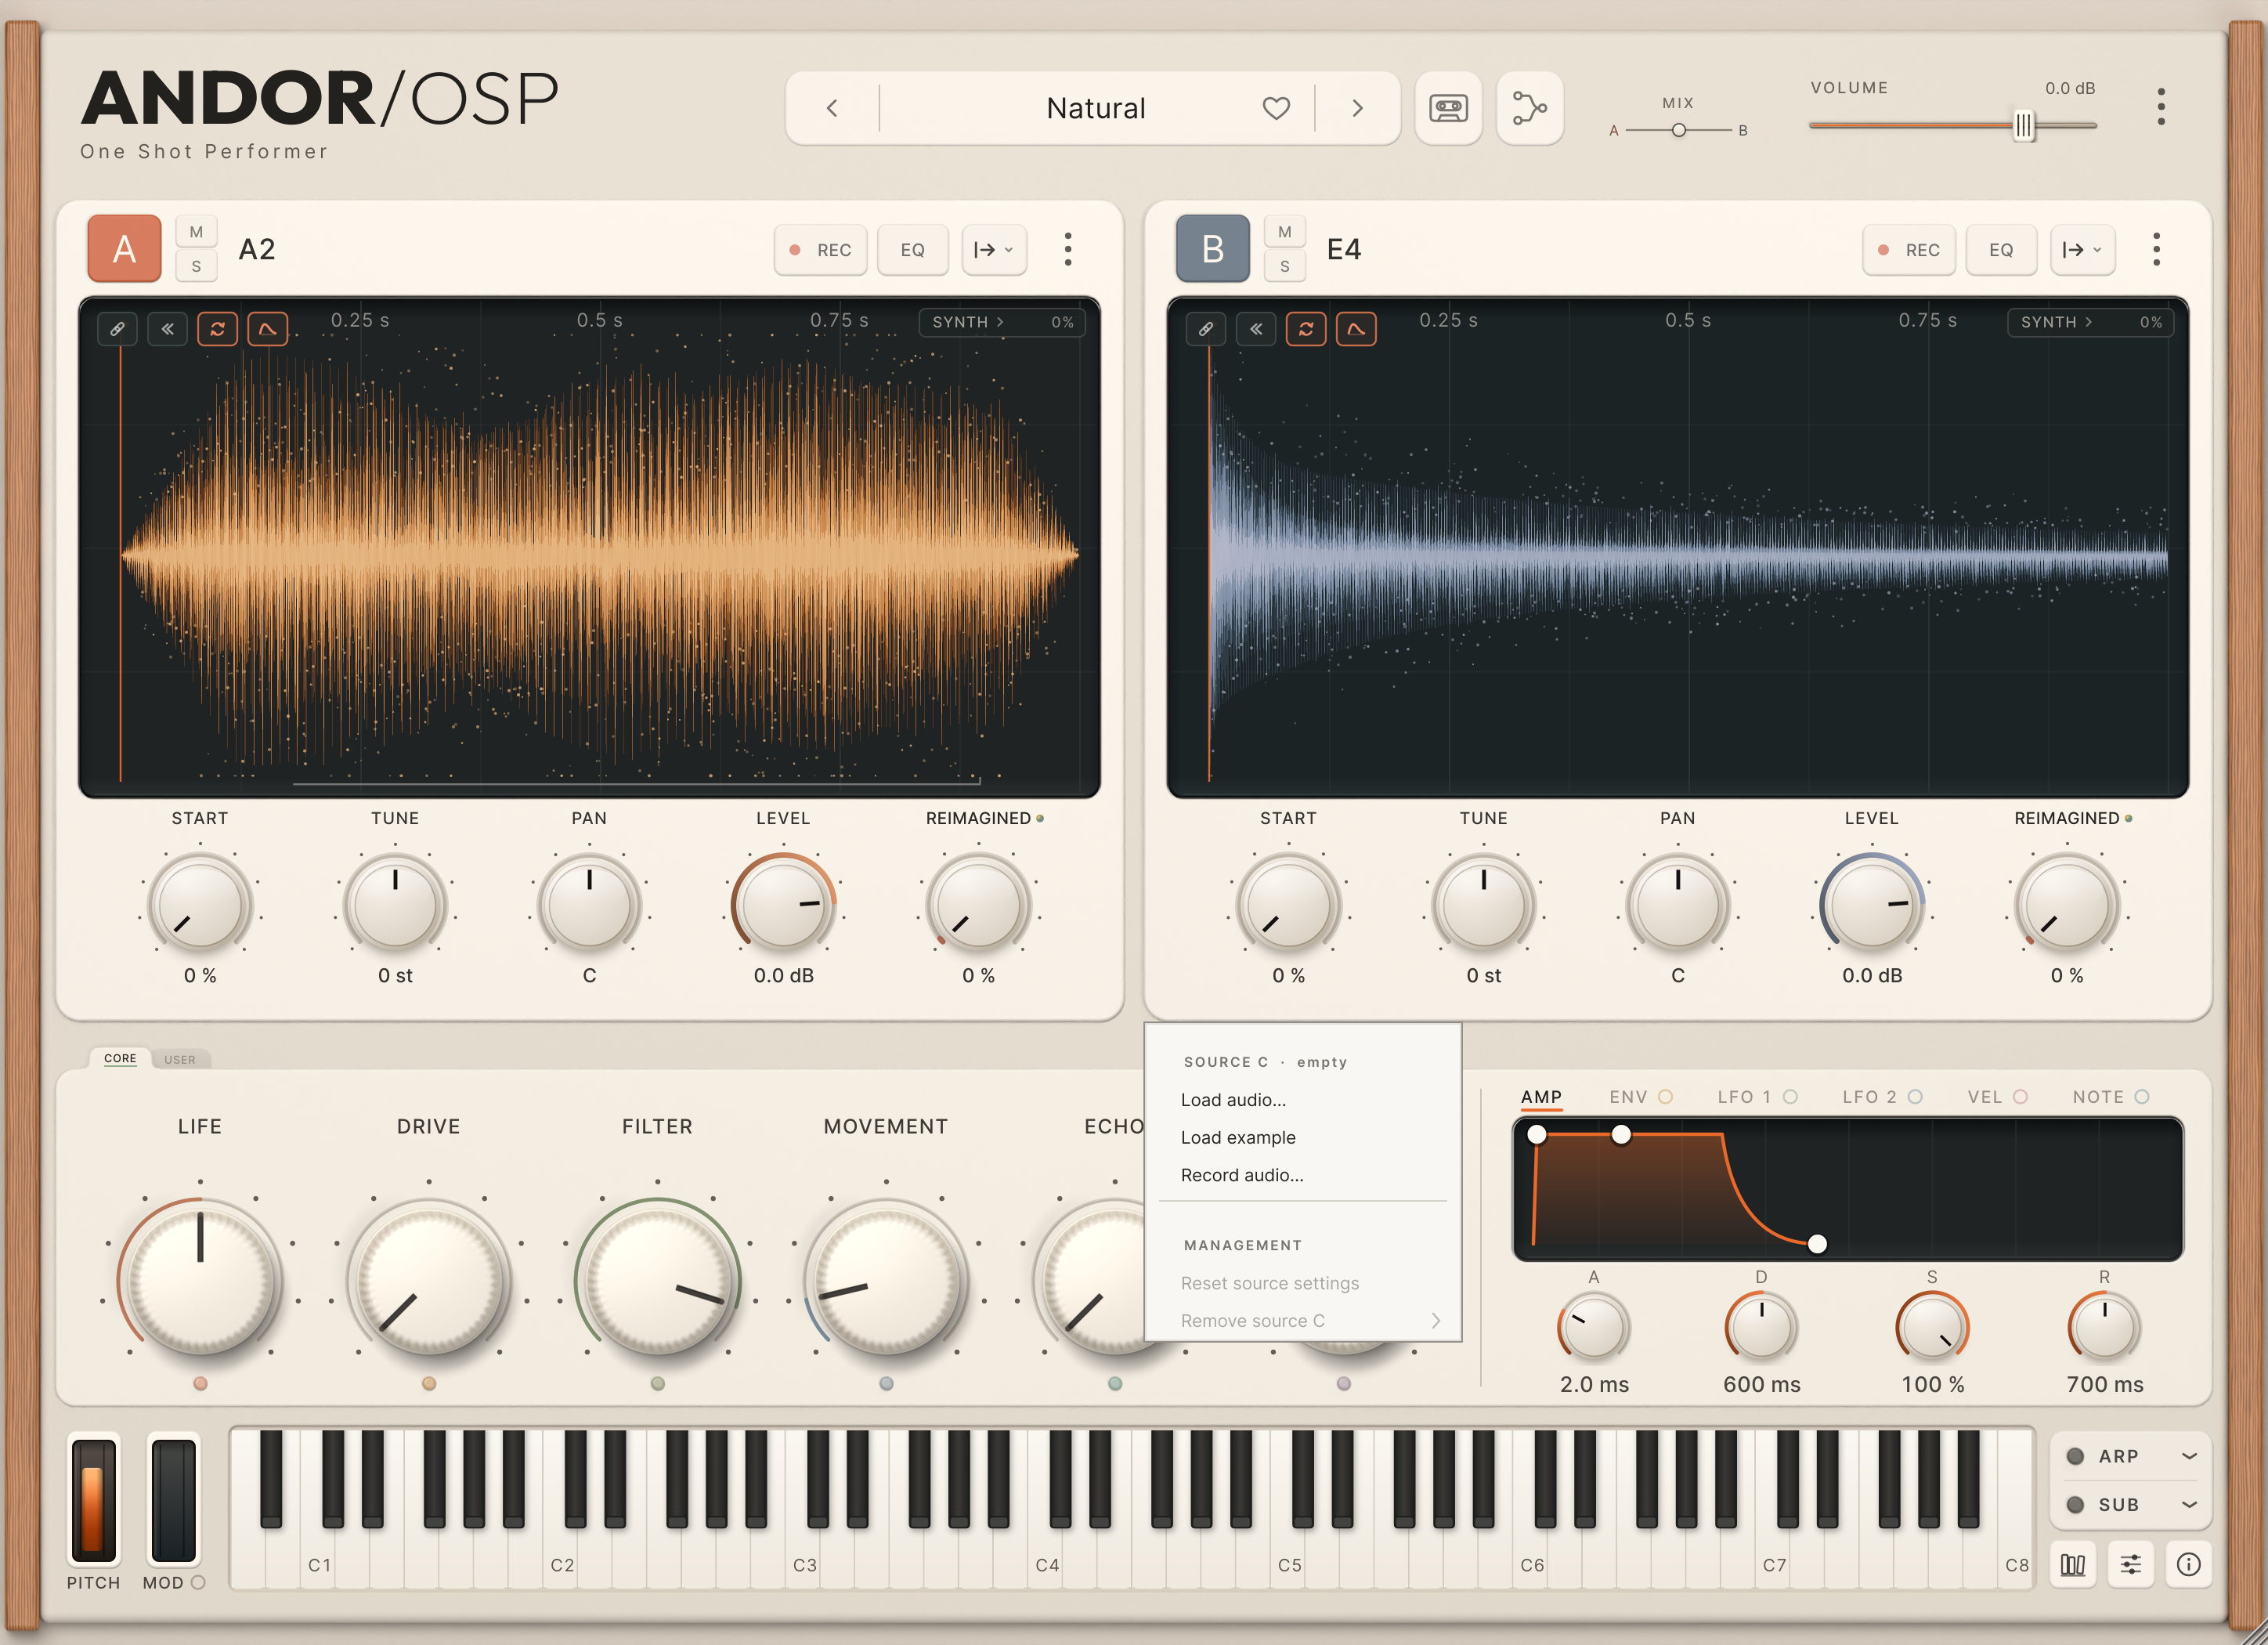 ANDOR/OSP
One Shot Performer
Natural
MIX
A B
VOLUME 0.0 dB
A
M
S
A2
REC
EQ
0.25 s 0.5 s 0.75 s
SYNTH > 0%
START TUNE PAN LEVEL REIMAGINED
0 % 0 st C 0.0 dB 0 %
B
M
S
E4
REC
EQ
0.25 s 0.5 s 0.75 s
SYNTH > 0%
START TUNE PAN LEVEL REIMAGINED
0 % 0 st C 0.0 dB 0 %
CORE USER
LIFE DRIVE FILTER MOVEMENT ECHO
SOURCE C · empty
Load audio...
Load example
Record audio...
MANAGEMENT
Reset source settings
Remove source C
AMP ENV LFO 1 LFO 2 VEL NOTE
A D S R
2.0 ms 600 ms 100 % 700 ms
PITCH MOD
C1 C2 C3 C4 C5 C6 C7 C8
ARP
SUB